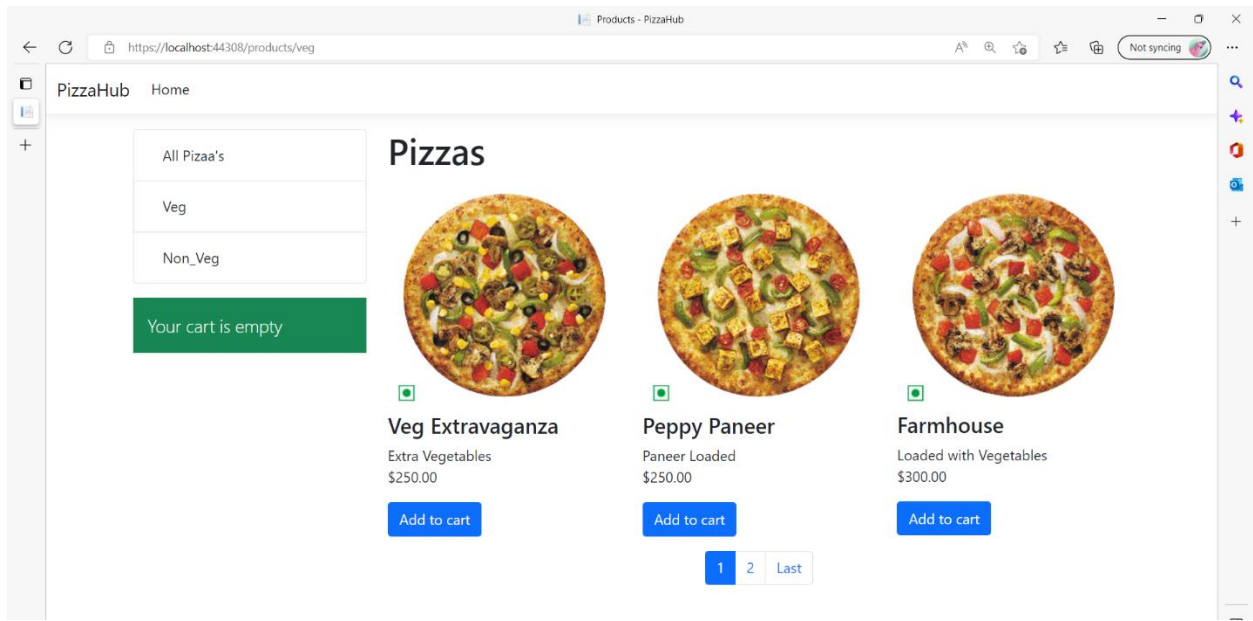 Products - PizzaHub
https://localhost:44308/products/veg
Not syncing
PizzaHub Home
All Pizaa's
Veg
Non_Veg
Your cart is empty
Pizzas
Veg Extravaganza
Extra Vegetables
$250.00
Add to cart
Peppy Paneer
Paneer Loaded
$250.00
Add to cart
Farmhouse
Loaded with Vegetables
$300.00
Add to cart
1 2 Last